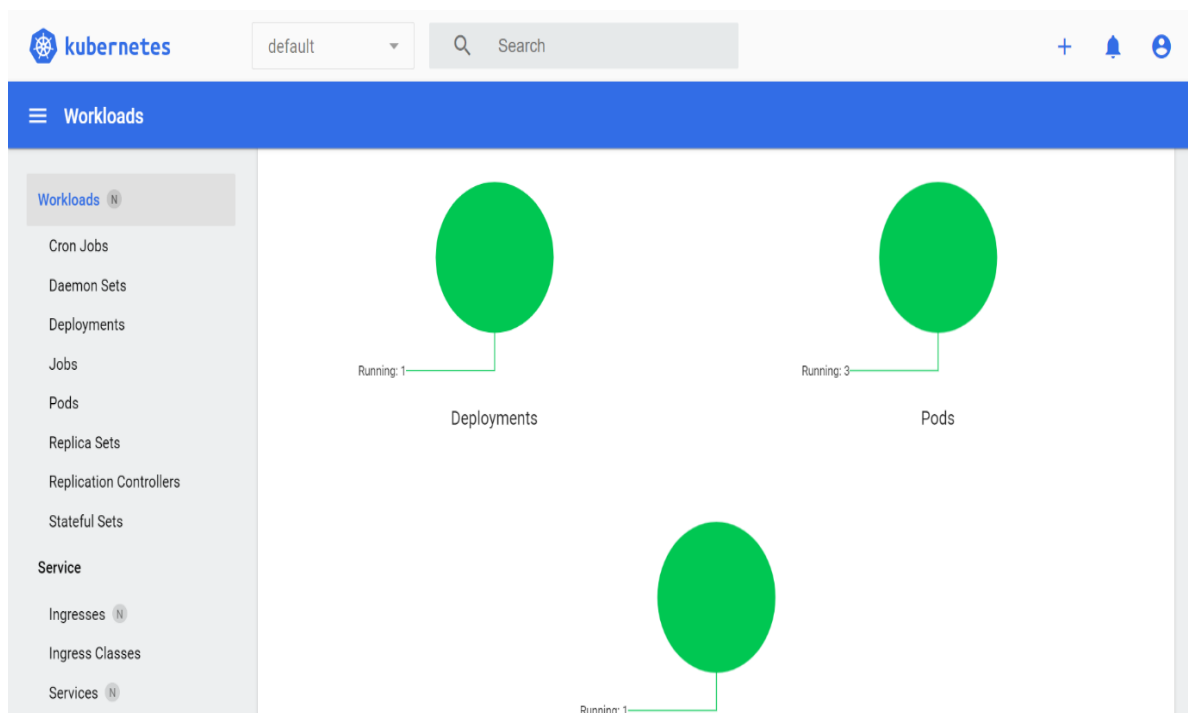 kubernetes
default
Search
Workloads
Workloads N
Cron Jobs
Daemon Sets
Deployments
Jobs
Pods
Replica Sets
Replication Controllers
Stateful Sets
Service
Ingresses N
Ingress Classes
Services N
Running: 1
Deployments
Running: 3
Pods
Running: 1